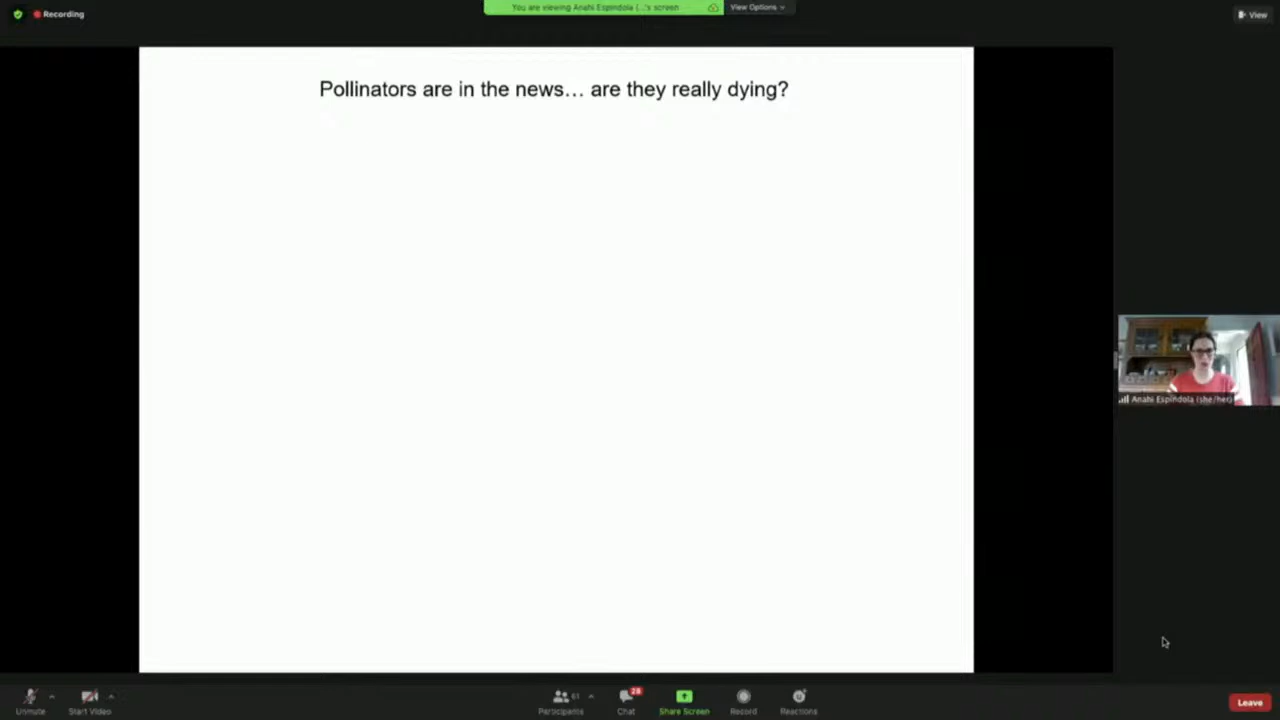 Recording
You are viewing Anahi Espindola (...'s screen
View Options
View
Pollinators are in the news… are they really dying?
Anahi Espindola (she/her)
Unmute
Start Video
61
Participants
28
Chat
Share Screen
Record
Reactions
Leave